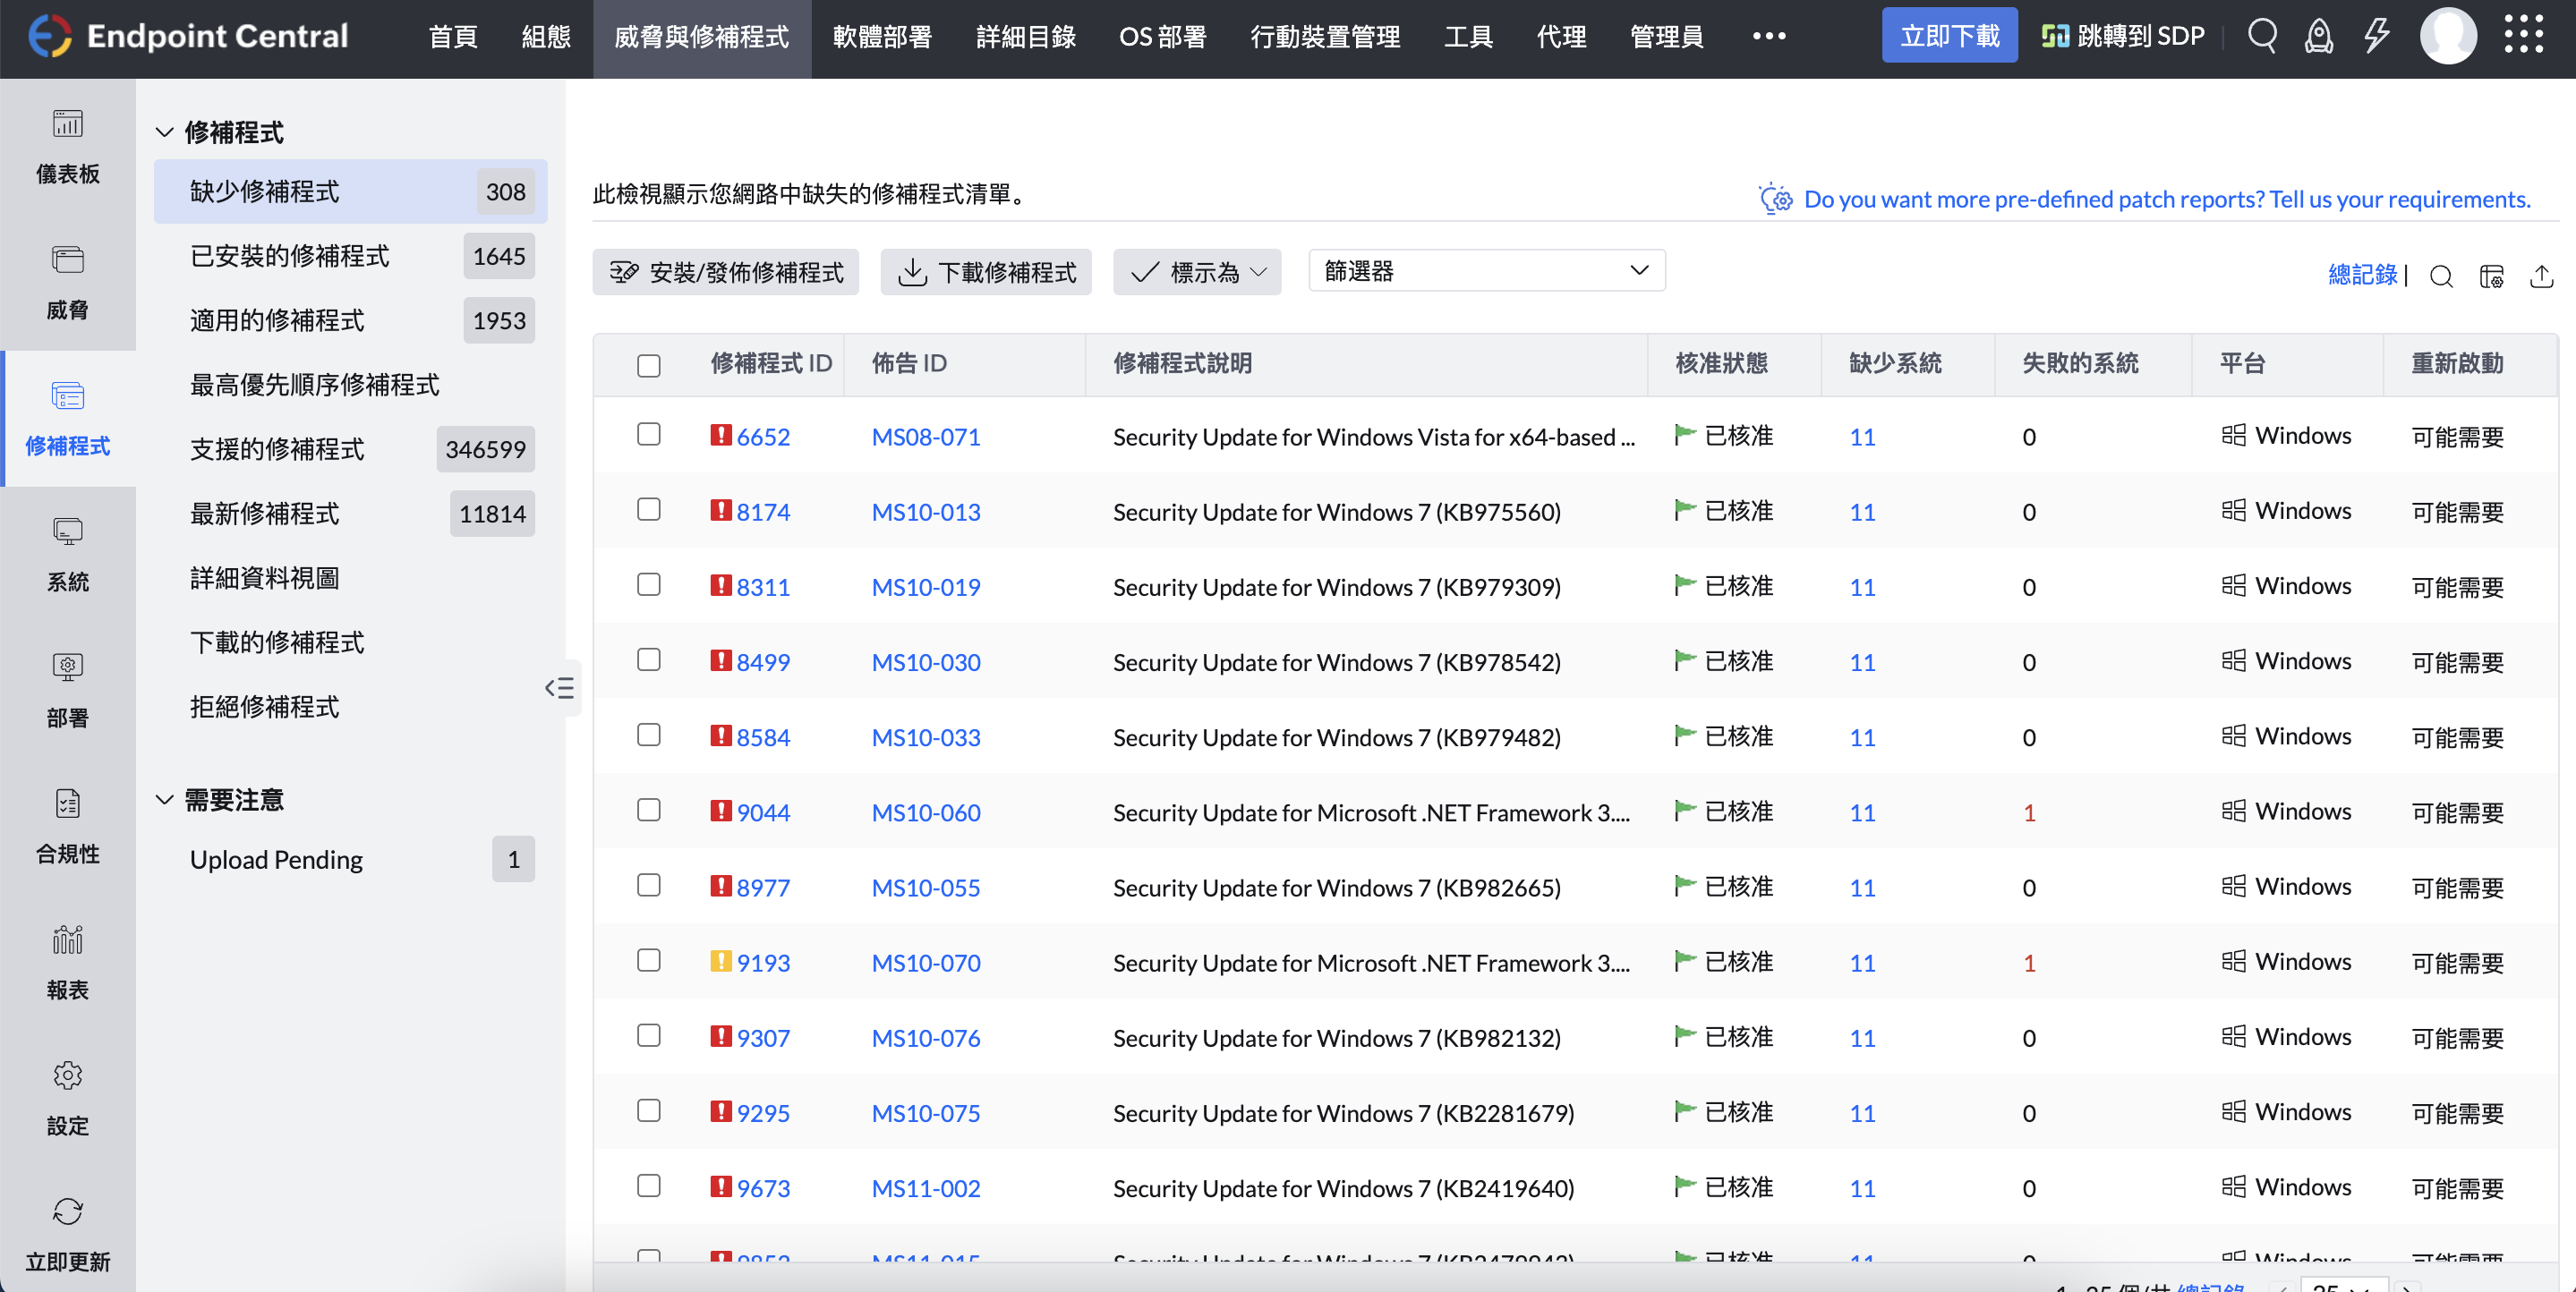 Endpoint Central 首頁 組態 威脅與修補程式 軟體部署 詳細目錄 OS 部署 行動裝置管理 工具 代理 管理員 ••• 立即下載 跳轉到 SDP
儀表板
威脅
修補程式
系統
部署
合規性
報表
設定
立即更新
修補程式
缺少修補程式 308
已安裝的修補程式 1645
適用的修補程式 1953
最高優先順序修補程式
支援的修補程式 346599
最新修補程式 11814
詳細資料視圖
下載的修補程式
拒絕修補程式
需要注意
Upload Pending 1
此檢視顯示您網路中缺失的修補程式清單。
Do you want more pre-defined patch reports? Tell us your requirements.
安裝/發佈修補程式 下載修補程式 標示為 篩選器 總記錄 |
修補程式 ID 佈告 ID 修補程式說明 核准狀態 缺少系統 失敗的系統 平台 重新啟動
6652 MS08-071 Security Update for Windows Vista for x64-based ... 已核准 11 0 Windows 可能需要
8174 MS10-013 Security Update for Windows 7 (KB975560) 已核准 11 0 Windows 可能需要
8311 MS10-019 Security Update for Windows 7 (KB979309) 已核准 11 0 Windows 可能需要
8499 MS10-030 Security Update for Windows 7 (KB978542) 已核准 11 0 Windows 可能需要
8584 MS10-033 Security Update for Windows 7 (KB979482) 已核准 11 0 Windows 可能需要
9044 MS10-060 Security Update for Microsoft .NET Framework 3.... 已核准 11 1 Windows 可能需要
8977 MS10-055 Security Update for Windows 7 (KB982665) 已核准 11 0 Windows 可能需要
9193 MS10-070 Security Update for Microsoft .NET Framework 3.... 已核准 11 1 Windows 可能需要
9307 MS10-076 Security Update for Windows 7 (KB982132) 已核准 11 0 Windows 可能需要
9295 MS10-075 Security Update for Windows 7 (KB2281679) 已核准 11 0 Windows 可能需要
9673 MS11-002 Security Update for Windows 7 (KB2419640) 已核准 11 0 Windows 可能需要
Security Update for Windows 7 已核准 11 0 Windows 可能需要
總記錄 25